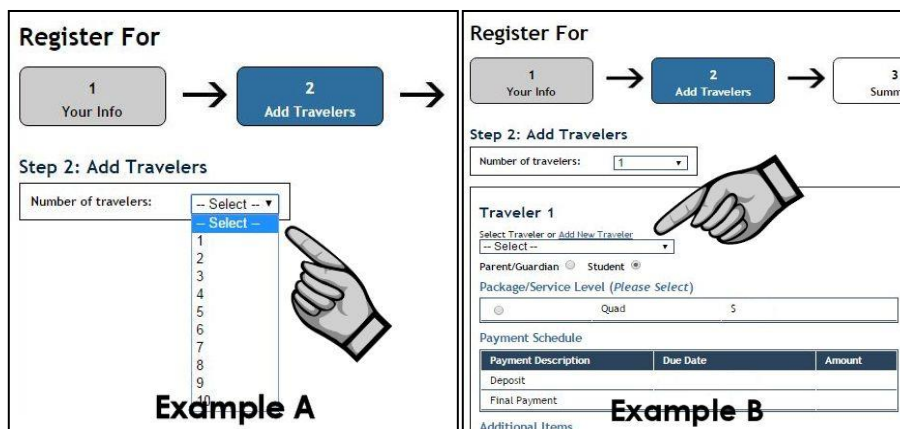 Register For
1
Your Info
2
Add Travelers
Step 2: Add Travelers
Number of travelers:
-- Select --
-- Select --
1
2
3
4
5
6
7
8
9
10
Example A
Register For
1
Your Info
2
Add Travelers
3
Summ
Step 2: Add Travelers
Number of travelers: 1
Traveler 1
Select Traveler or Add New Traveler
-- Select --
Parent/Guardian Student
Package/Service Level (Please Select)
Quad $
Payment Schedule
Payment Description Due Date Amount
Deposit
Final Payment
Additional Items
Example B